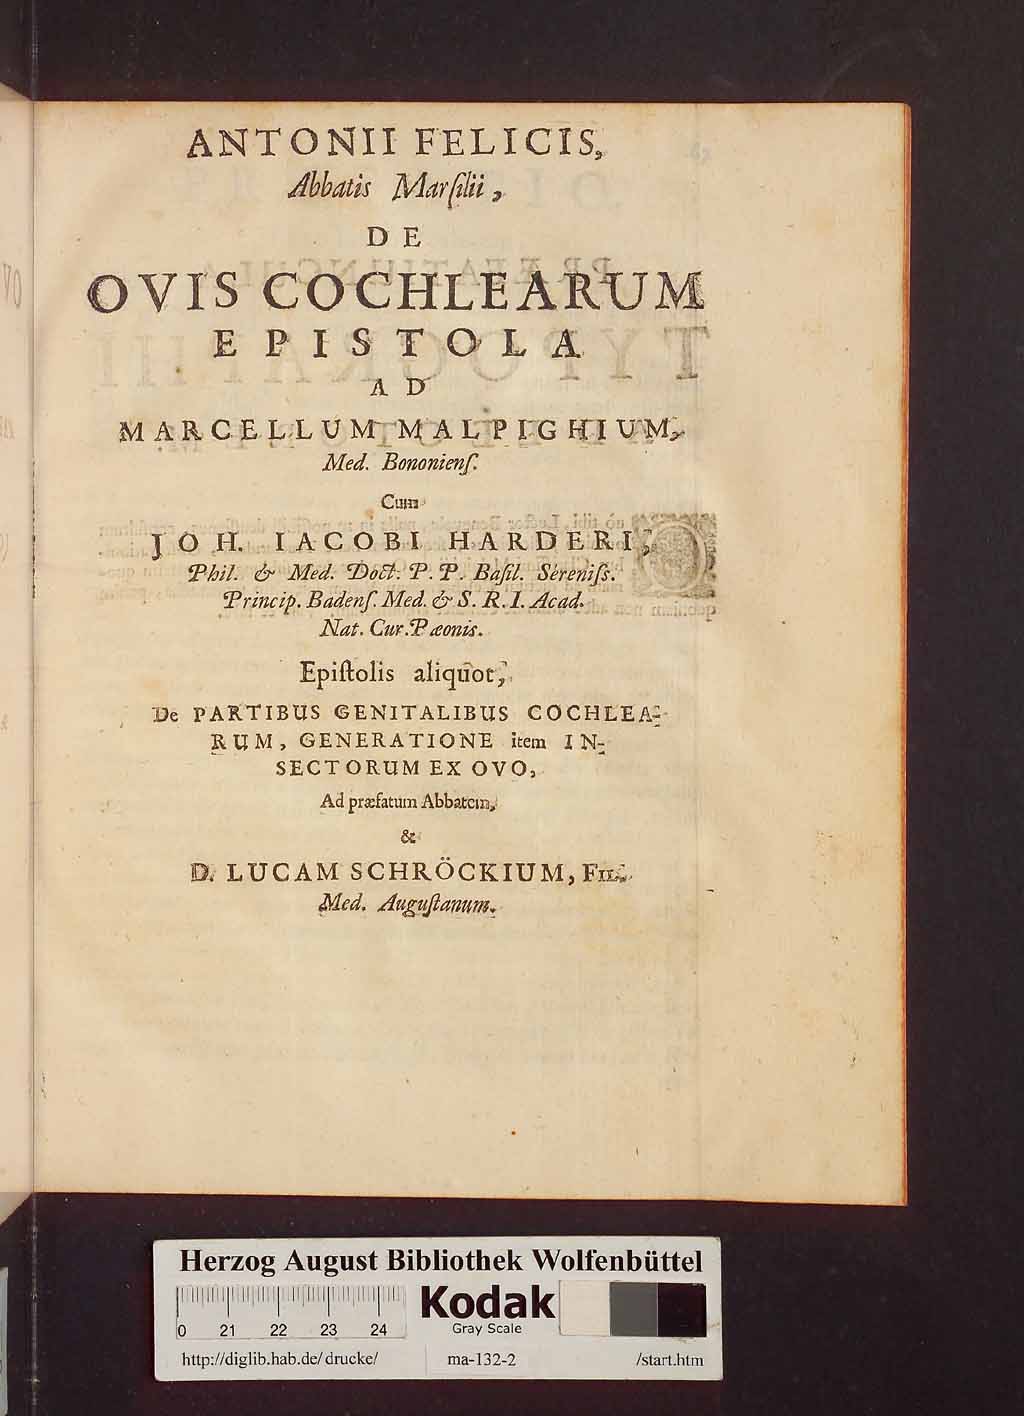 ANTONII FELICIS,
Abbatis Marſilii,
DE
OVIS COCHLEARUM
EPISTOLA
AD
MARCELLUM MALPIGHIUM,
Med. Bononienſ.
Cum
JOH. IACOBI HARDERI,
Phil. & Med. Doct. P. P. Baſil. Sereniſs.
Princip. Badenſ. Med. & S. R. I. Acad.
Nat. Cur. Pæonis.
Epiſtolis aliquot,
De PARTIBUS GENITALIBUS COCHLEA-
RUM, GENERATIONE item IN-
SECTORUM EX OVO,
Ad præfatum Abbatem,
&
D. LUCAM SCHRÖCKIUM, FIL.
Med. Auguſtanum.
Herzog August Bibliothek Wolfenbüttel
Kodak
Gray Scale
0 21 22 23 24
http://diglib.hab.de/drucke/ ma-132-2 /start.htm